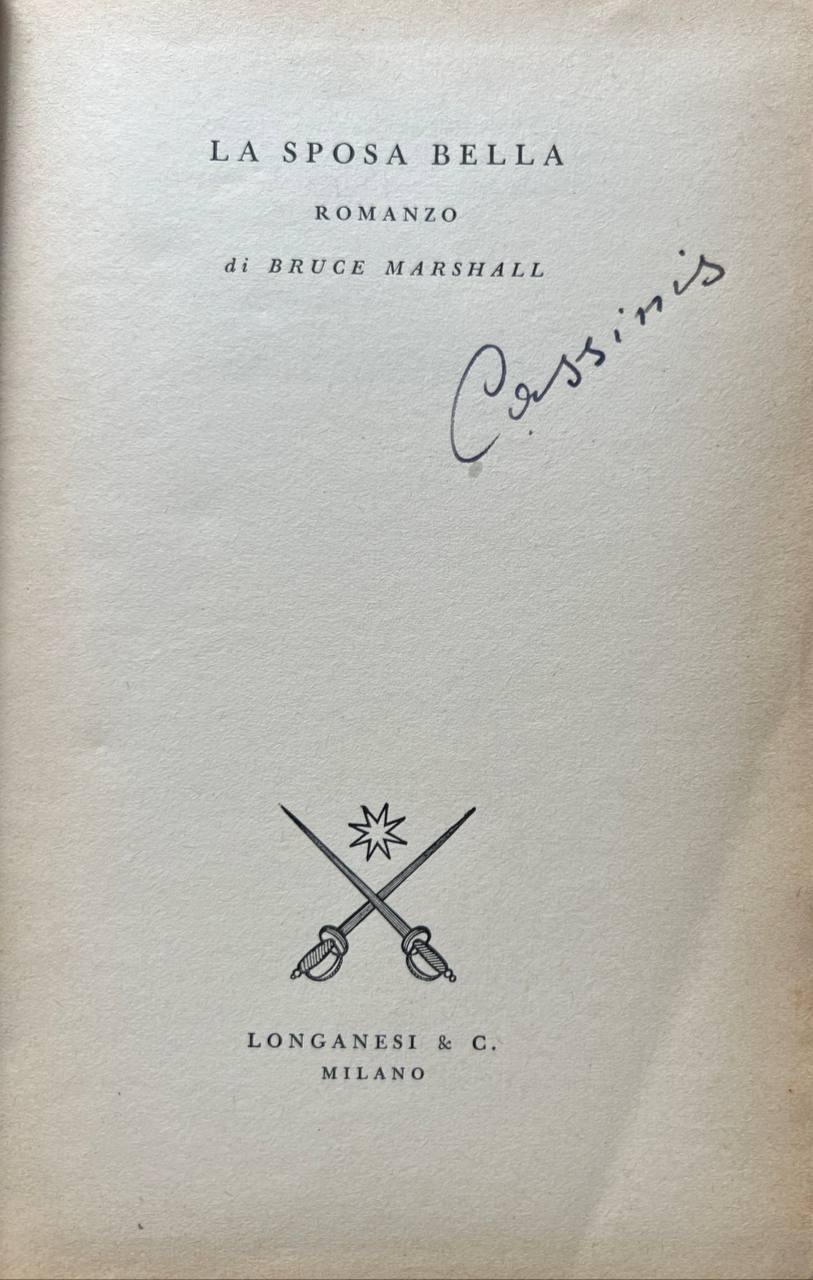 LA SPOSA BELLA
ROMANZO
di BRUCE MARSHALL
Cassinis
LONGANESI & C.
MILANO